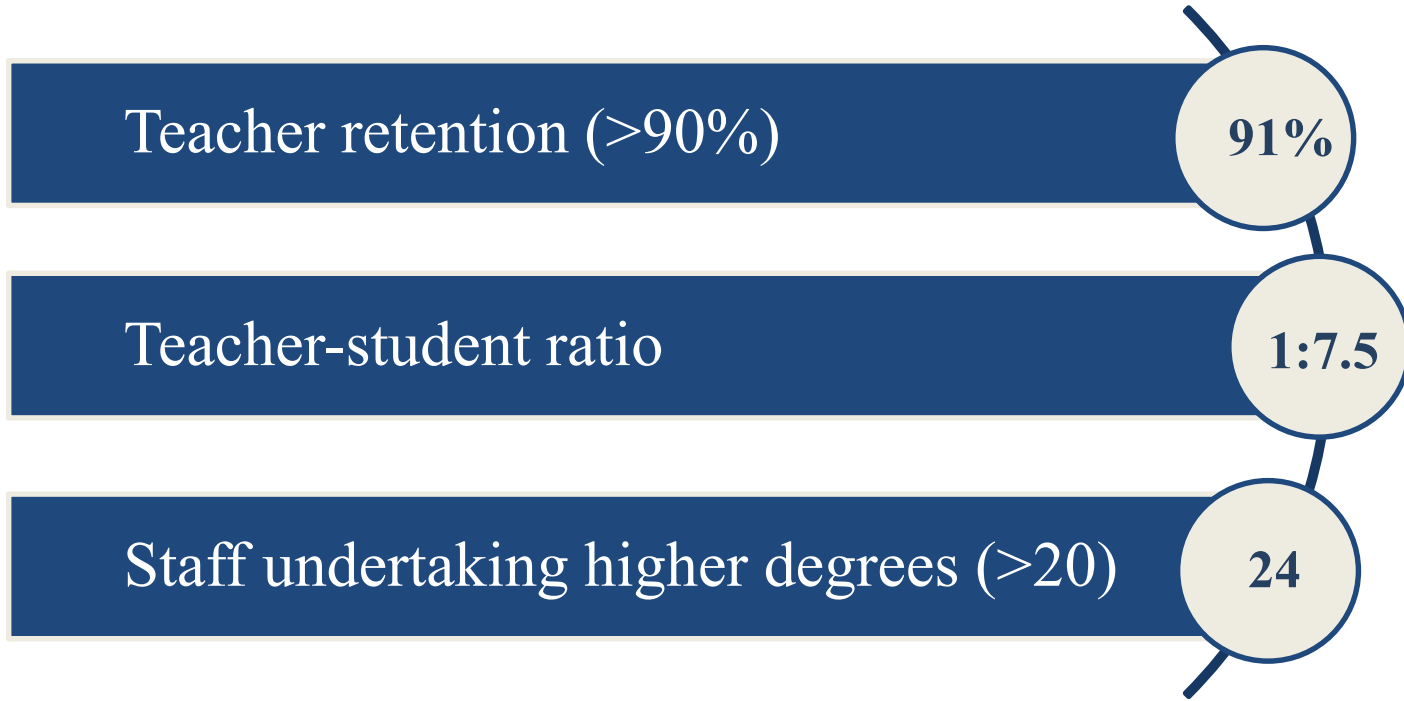 Teacher retention (>90%)
91%
Teacher-student ratio
1:7.5
Staff undertaking higher degrees (>20)
24